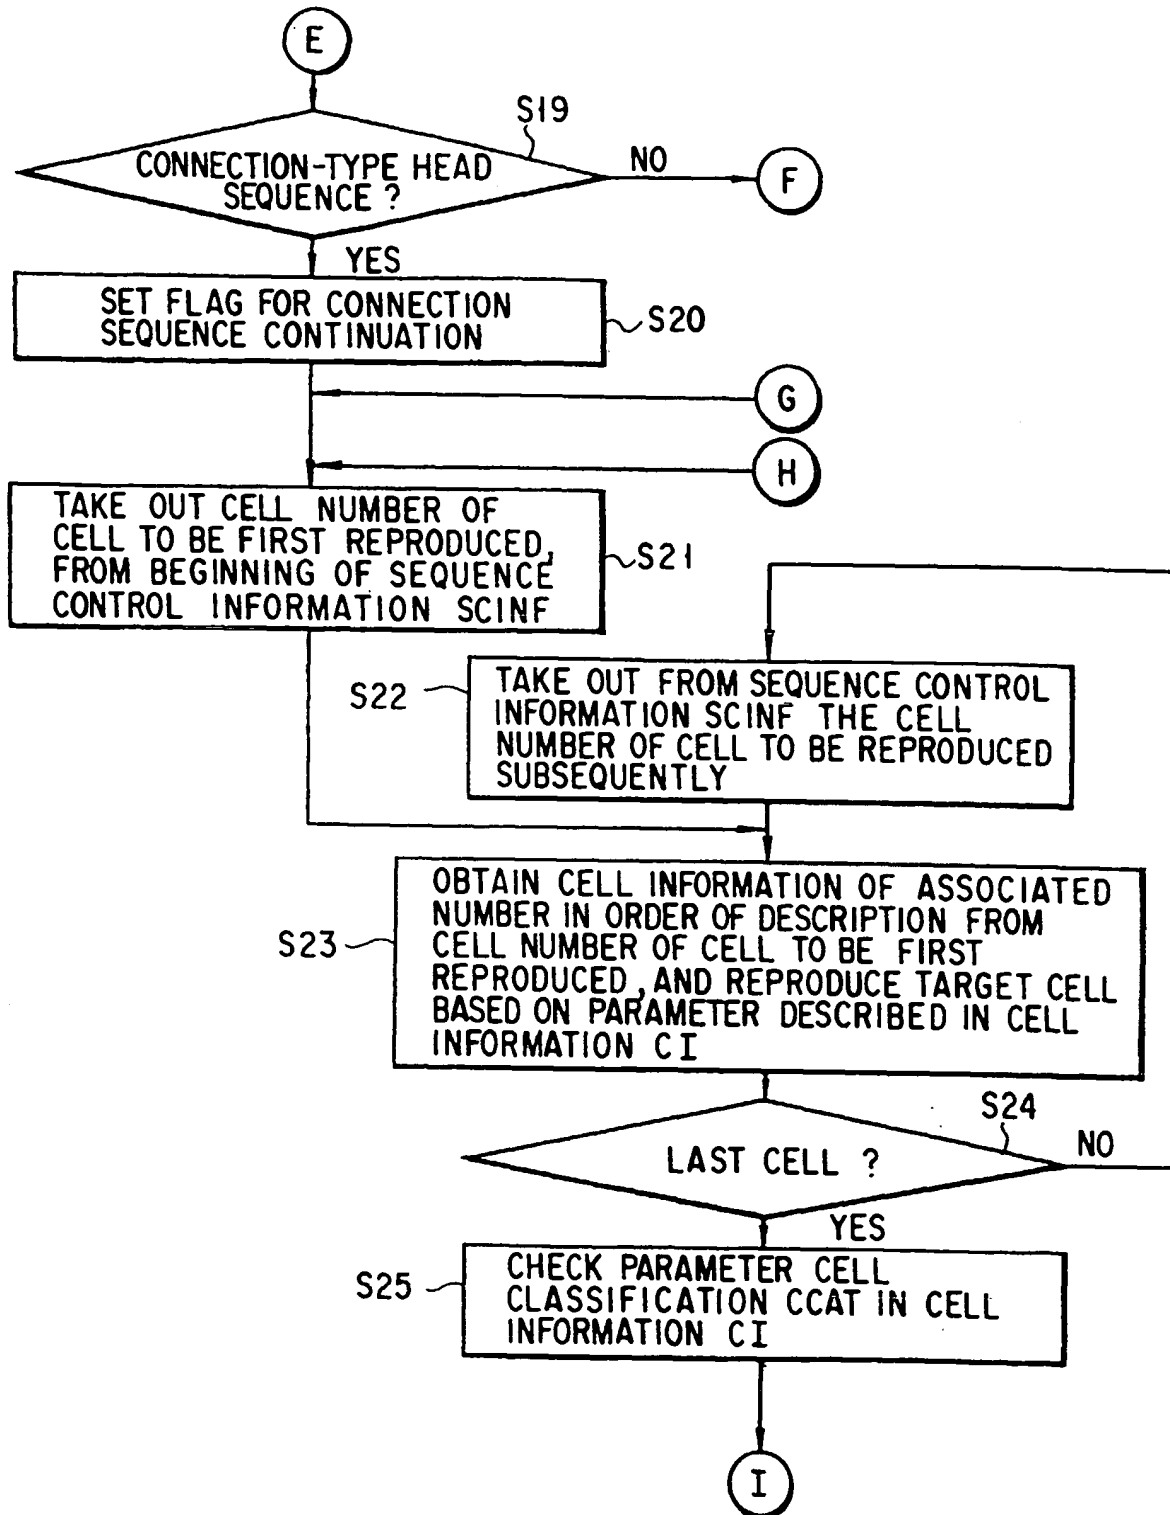 E
S19
CONNECTION-TYPE HEAD
SEQUENCE ?
NO
F
YES
SET FLAG FOR CONNECTION
SEQUENCE CONTINUATION
S20
G
H
TAKE OUT CELL NUMBER OF
CELL TO BE FIRST REPRODUCED,
FROM BEGINNING OF SEQUENCE
CONTROL INFORMATION SCINF
S21
S22
TAKE OUT FROM SEQUENCE CONTROL
INFORMATION SCINF THE CELL
NUMBER OF CELL TO BE REPRODUCED
SUBSEQUENTLY
S23
OBTAIN CELL INFORMATION OF ASSOCIATED
NUMBER IN ORDER OF DESCRIPTION FROM
CELL NUMBER OF CELL TO BE FIRST
REPRODUCED, AND REPRODUCE TARGET CELL
BASED ON PARAMETER DESCRIBED IN CELL
INFORMATION CI
S24
LAST CELL ?
NO
YES
S25
CHECK PARAMETER CELL
CLASSIFICATION CCAT IN CELL
INFORMATION CI
I